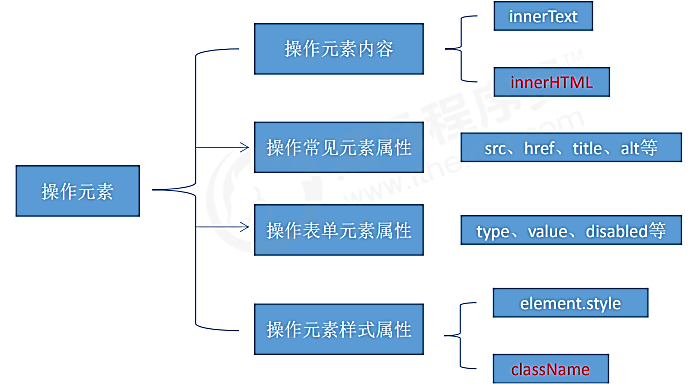 操作元素
操作元素内容
innerText
innerHTML
操作常见元素属性
src、href、title、alt等
操作表单元素属性
type、value、disabled等
操作元素样式属性
element.style
className